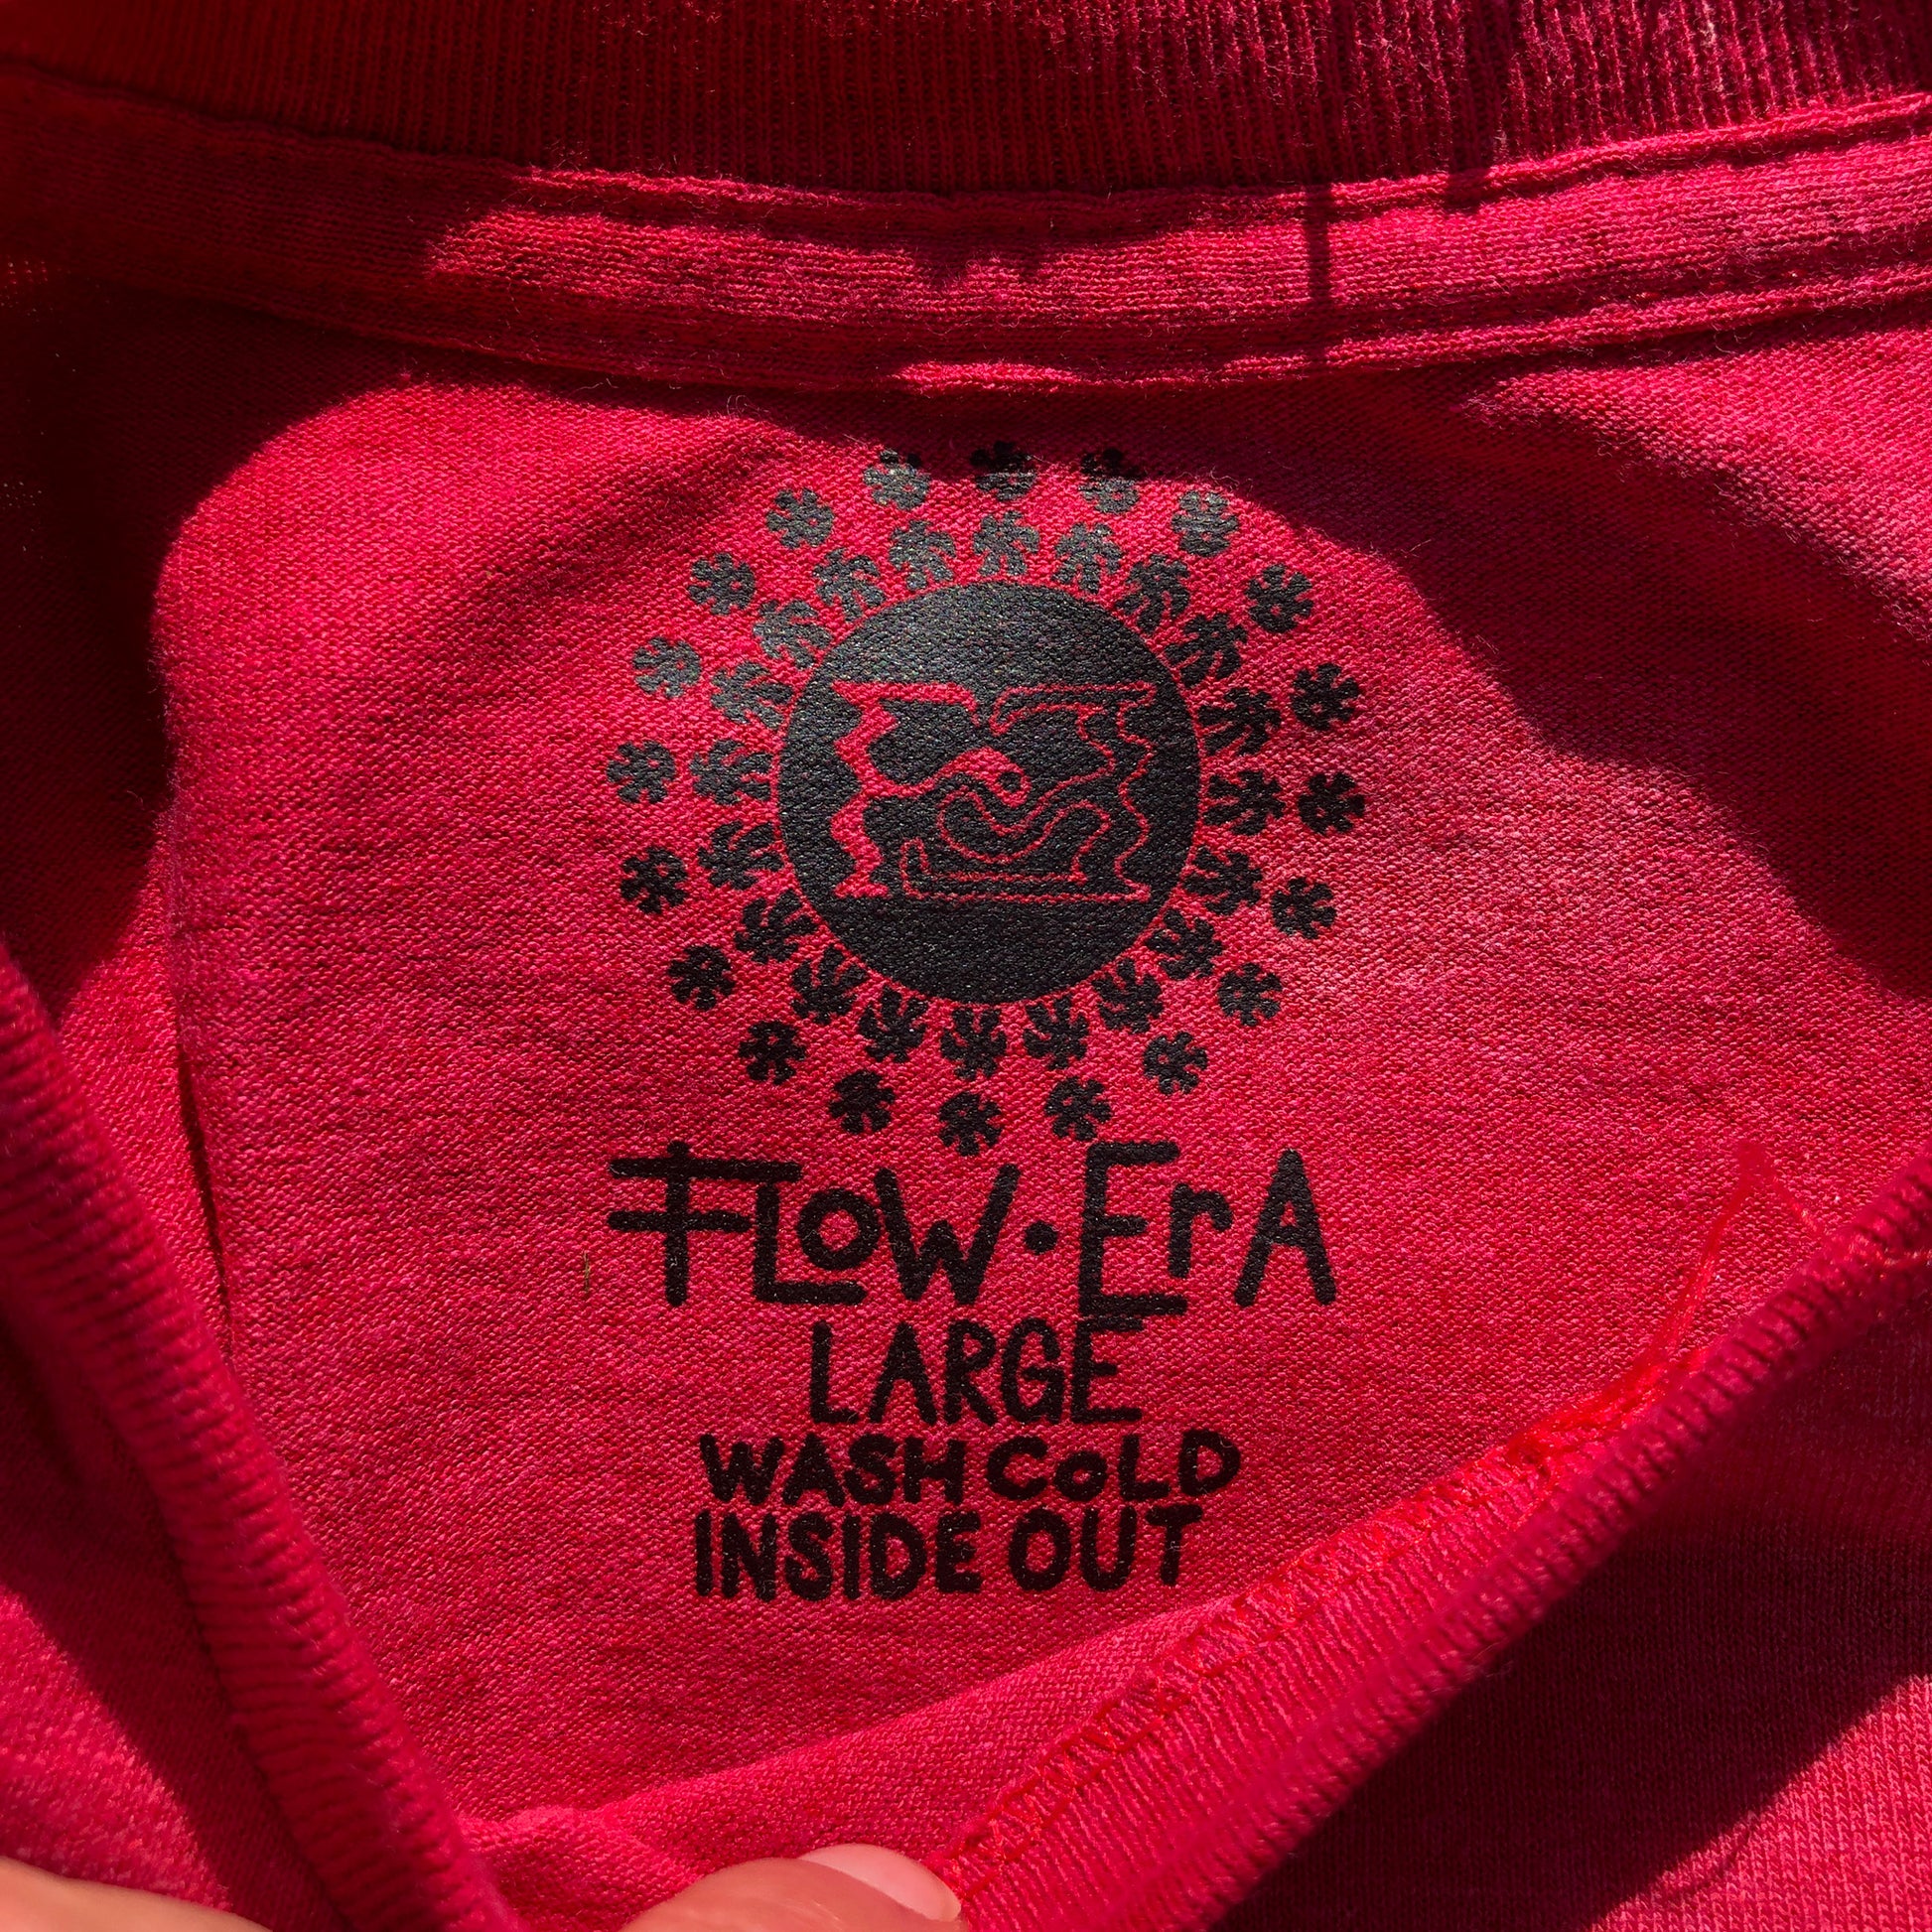 FLoW·ErA
LARGE
WASH CoLD
INSIDE OUT